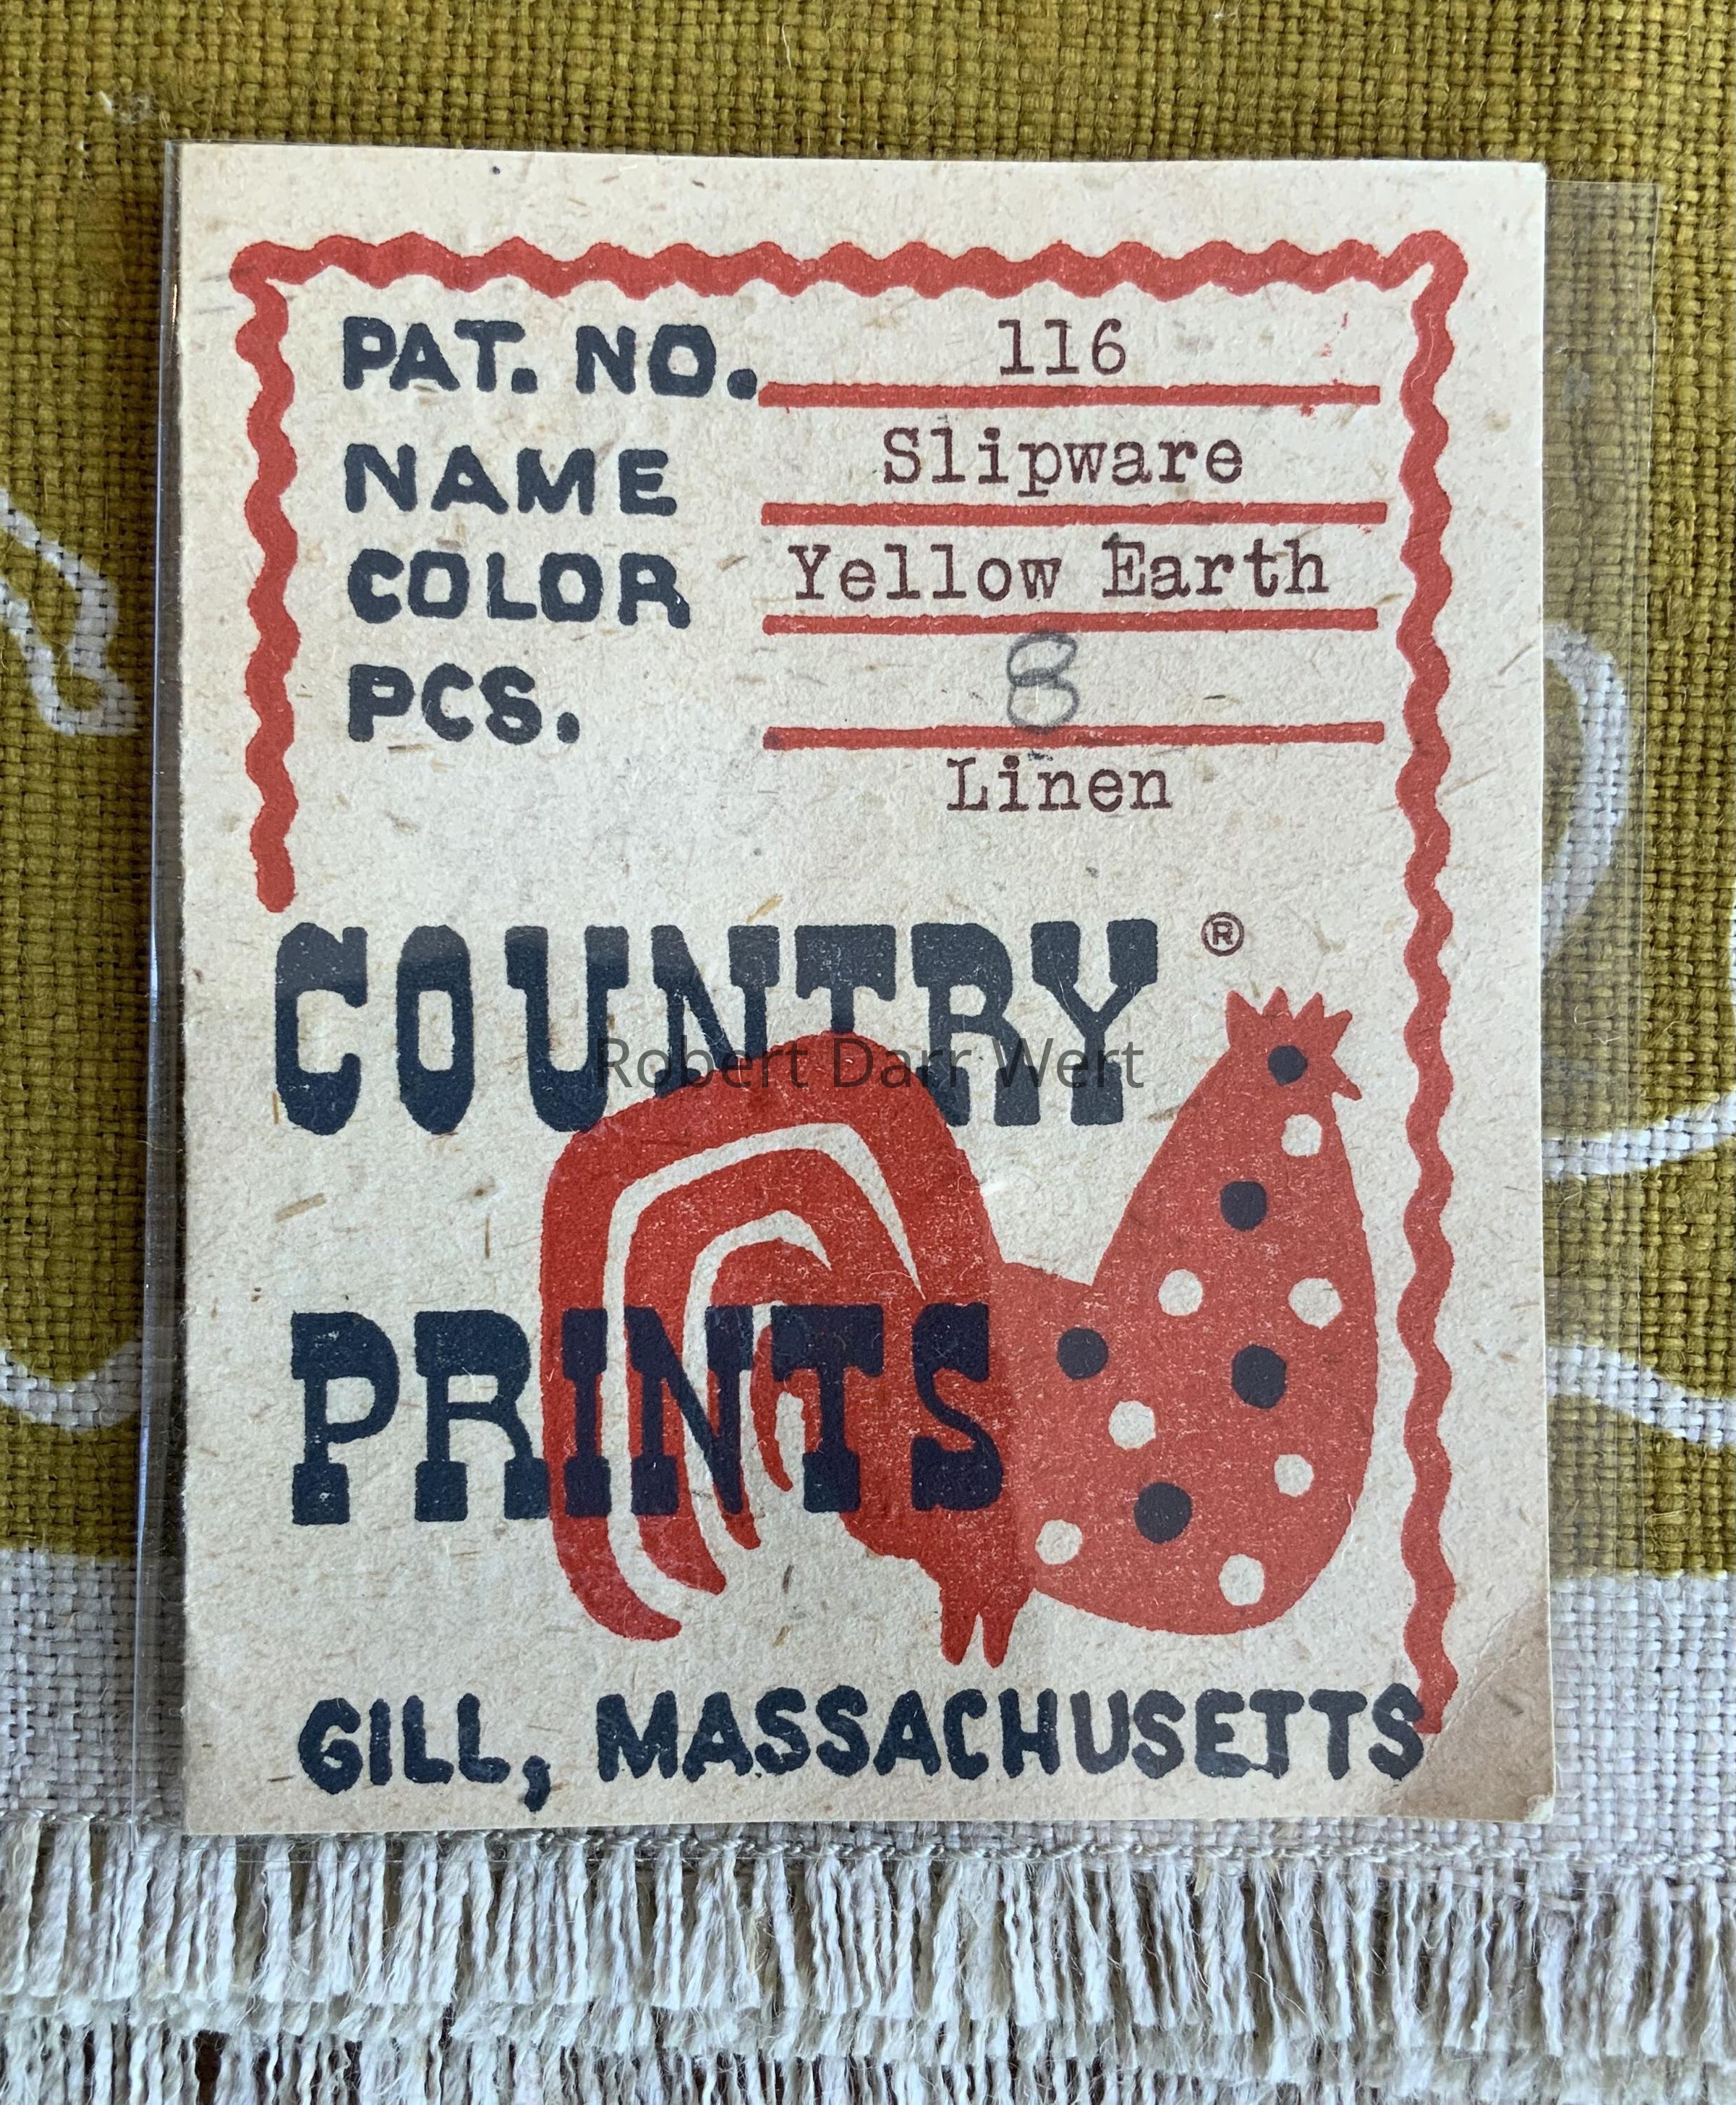 PAT. NO. 116
NAME Slipware
COLOR Yellow Earth
PCS. 8
Linen
COUNTRY ®
Robert Darr Wert
PRINTS
GILL, MASSACHUSETTS